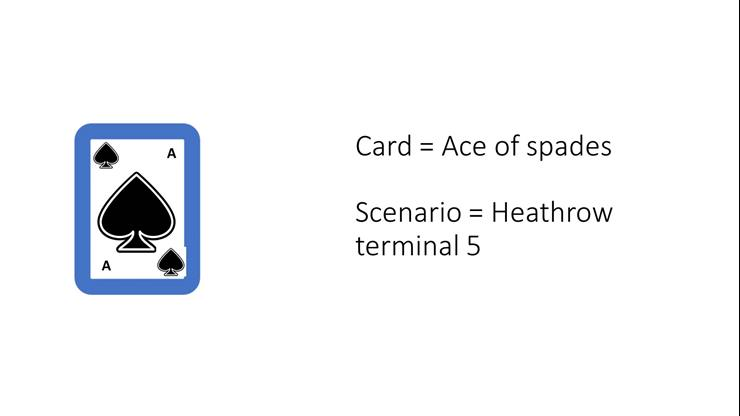 A
A
Card = Ace of spades
Scenario = Heathrow
terminal 5